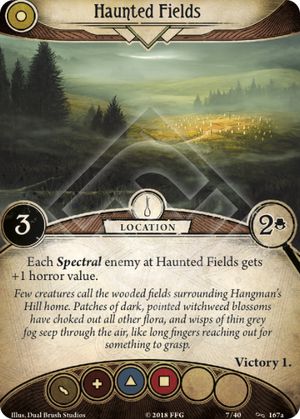 Haunted Fields
3
LOCATION
2
Each Spectral enemy at Haunted Fields gets
+1 horror value.
Few creatures call the wooded fields surrounding Hangman's
Hill home. Patches of dark, pointed witchweed blossoms
have choked out all other flora, and wisps of thin grey
fog seep through the air, like long fingers reaching out for
something to grasp.
Victory 1.
Illus. Dual Brush Studios
© 2018 FFG
7/40
167a